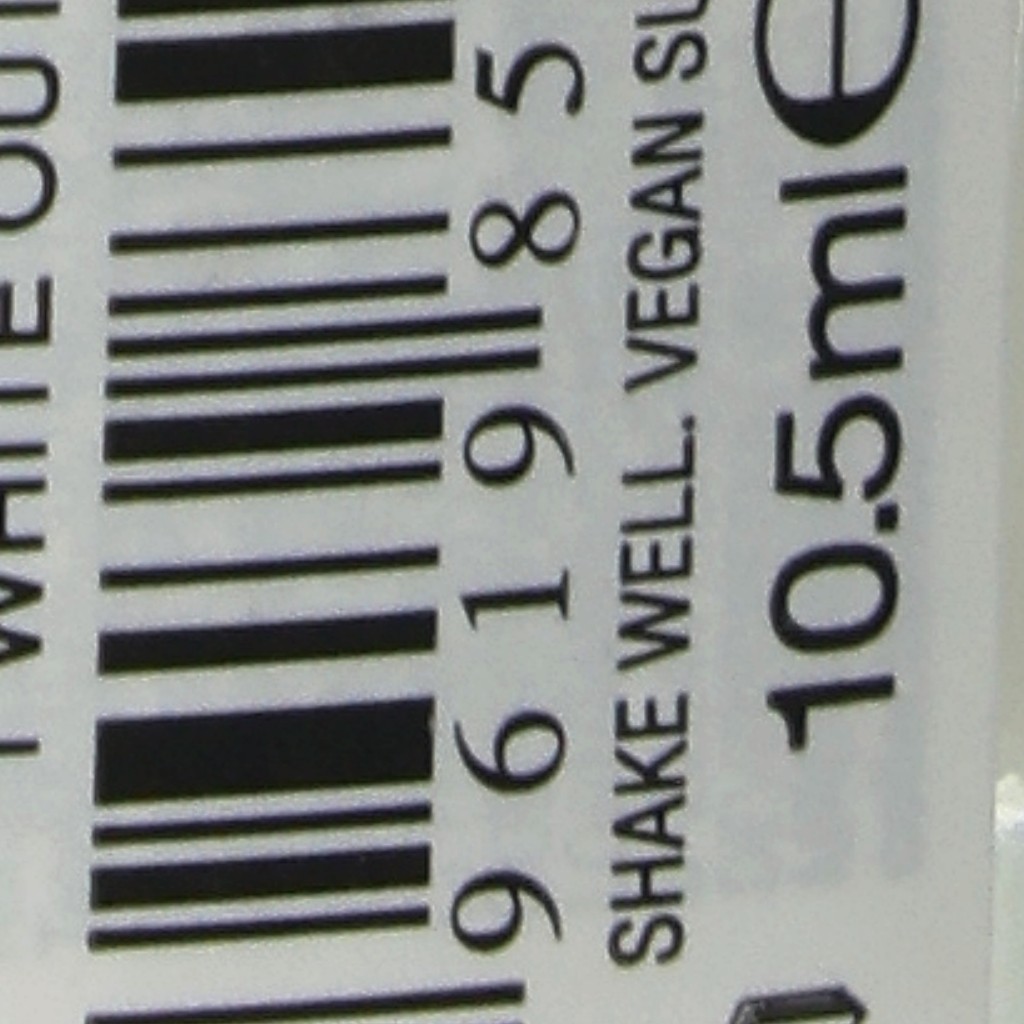 WHITE OU
961985
SHAKE WELL. VEGAN SU
10.5ml e